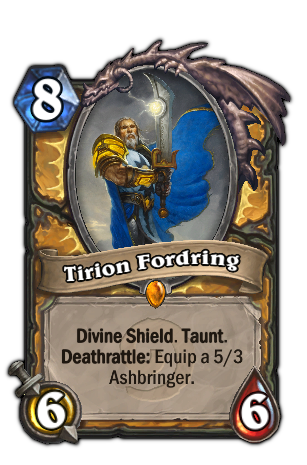 8
Tirion Fordring
Divine Shield. Taunt.
Deathrattle: Equip a 5/3
Ashbringer.
6
6